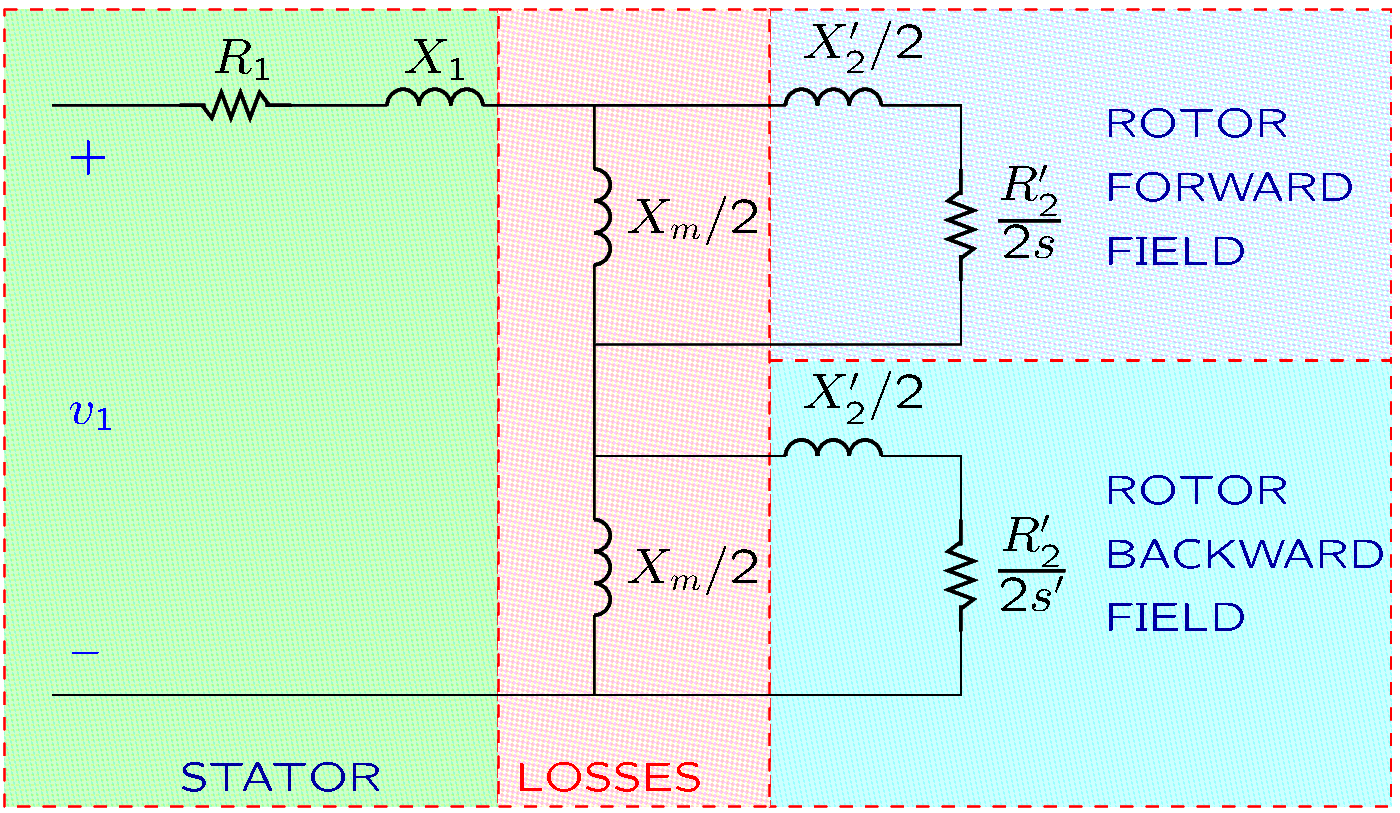 R₁
X₁
X′₂/2
+
Xₘ/2
R′₂
2s
ROTOR
FORWARD
FIELD
v₁
X′₂/2
–
Xₘ/2
R′₂
2s′
ROTOR
BACKWARD
FIELD
STATOR
LOSSES